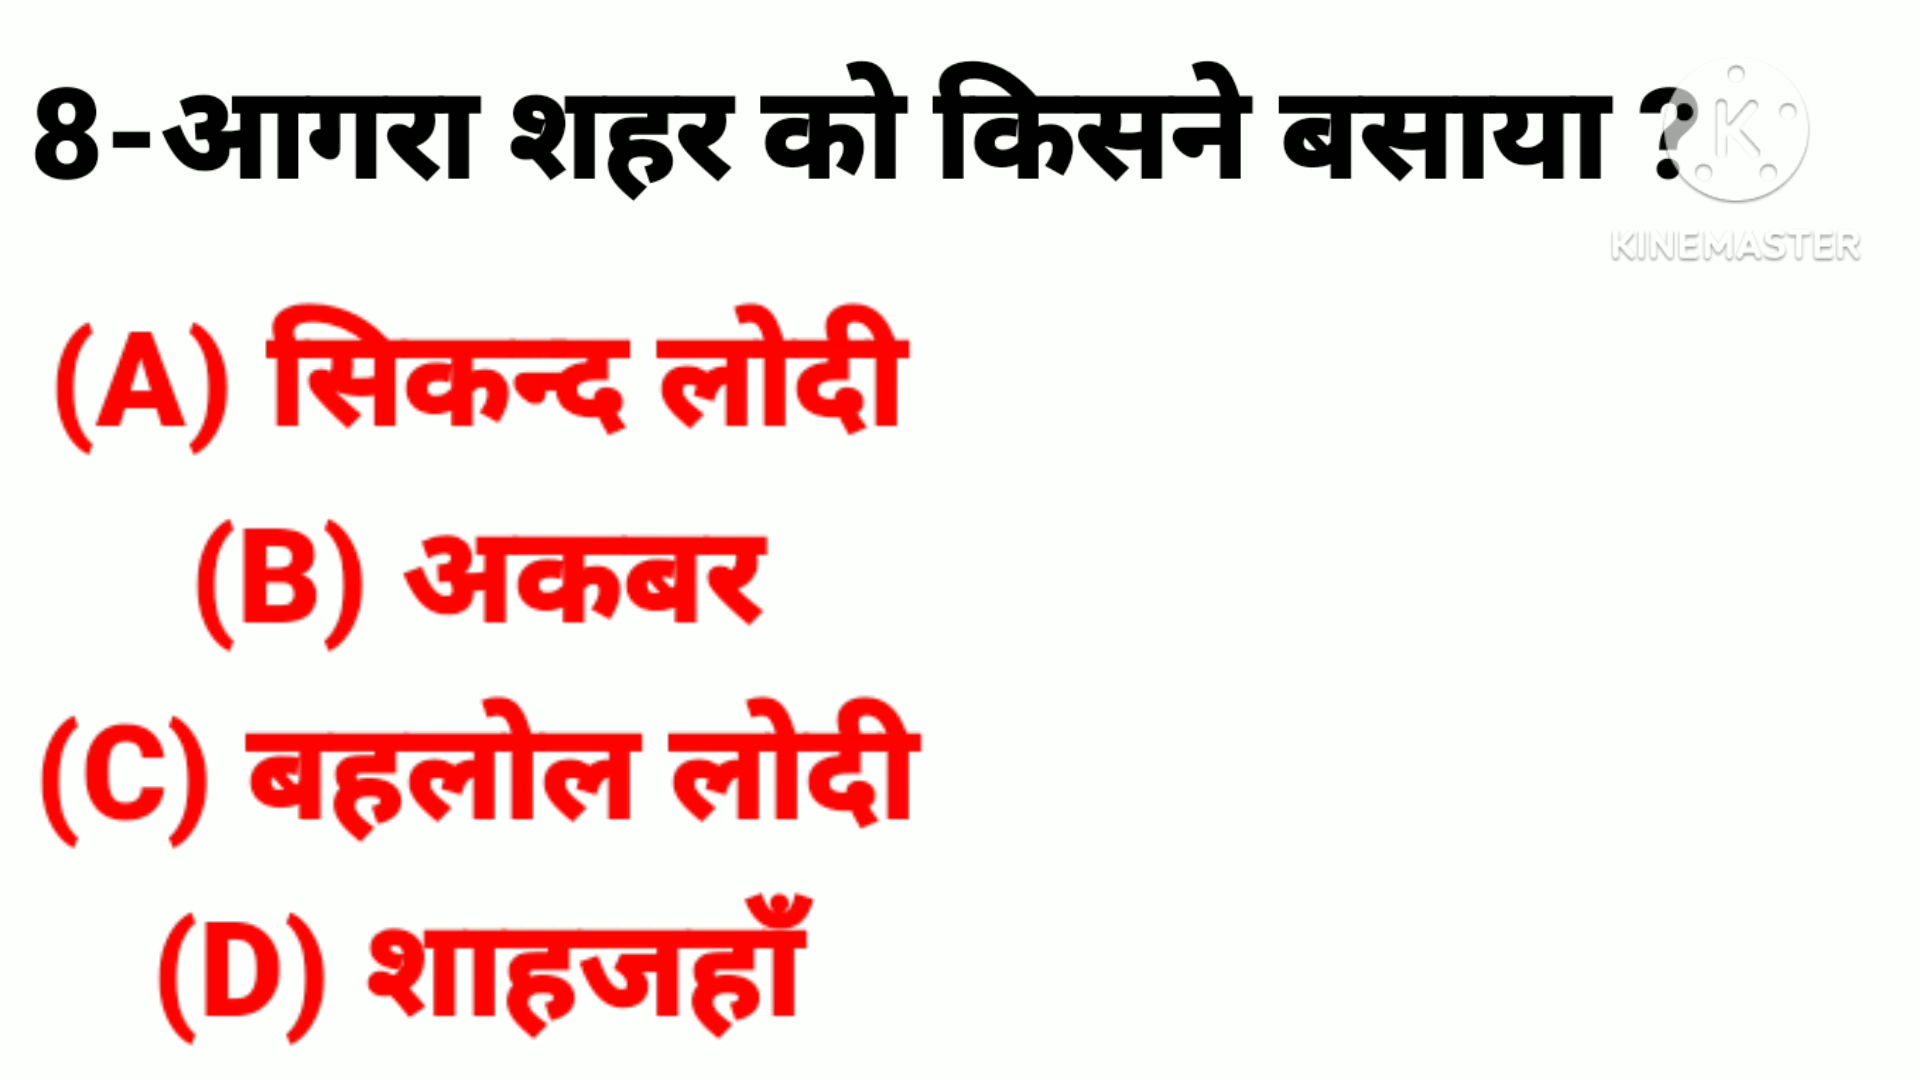 8-आगरा शहर को किसने बसाया ?
KINEMASTER
(A) सिकन्द लोदी
(B) अकबर
(C) बहलोल लोदी
(D) शाहजहाँ